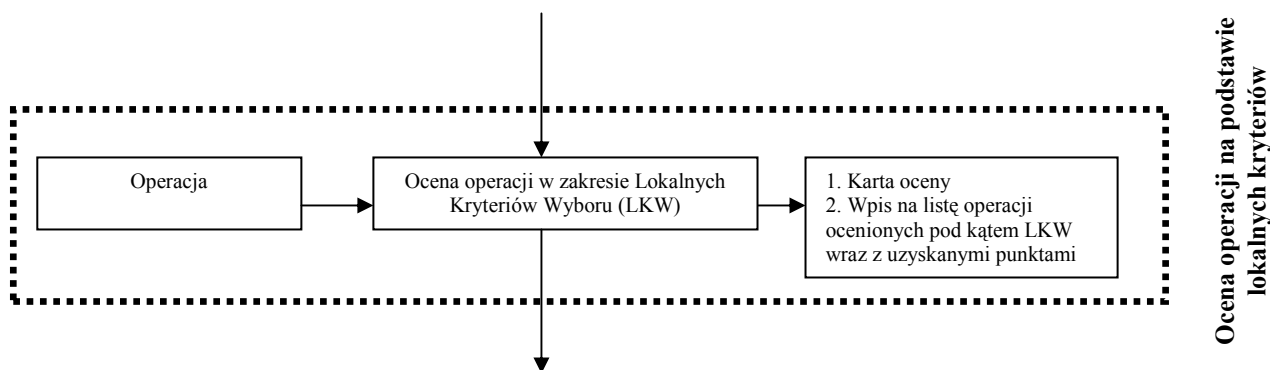 Operacja
Ocena operacji w zakresie Lokalnych
Kryteriów Wyboru (LKW)
1. Karta oceny
2. Wpis na listę operacji
ocenionych pod kątem LKW
wraz z uzyskanymi punktami
Ocena operacji na podstawie
lokalnych kryteriów